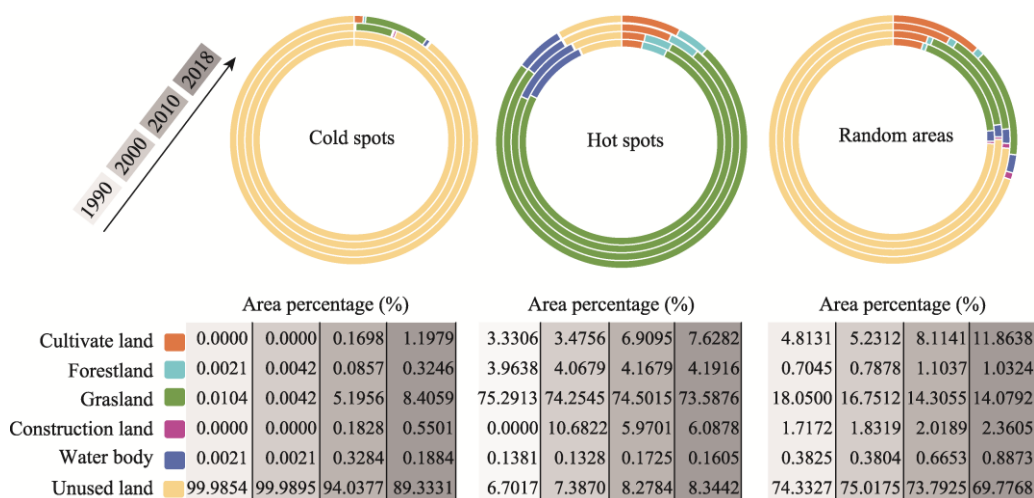 1990 2000 2010 2018
Cold spots
Hot spots
Random areas
Area percentage (%) Area percentage (%) Area percentage (%)
Cultivate land 0.0000 0.0000 0.1698 1.1979 3.3306 3.4756 6.9095 7.6282 4.8131 5.2312 8.1141 11.8638
Forestland 0.0021 0.0042 0.0857 0.3246 3.9638 4.0679 4.1679 4.1916 0.7045 0.7878 1.1037 1.0324
Grasland 0.0104 0.0042 5.1956 8.4059 75.2913 74.2545 74.5015 73.5876 18.0500 16.7512 14.3055 14.0792
Construction land 0.0000 0.0000 0.1828 0.5501 0.0000 10.6822 5.9701 6.0878 1.7172 1.8319 2.0189 2.3605
Water body 0.0021 0.0021 0.3284 0.1884 0.1381 0.1328 0.1725 0.1605 0.3825 0.3804 0.6653 0.8873
Unused land 99.9854 99.9895 94.0377 89.3331 6.7017 7.3870 8.2784 8.3442 74.3327 75.0175 73.7925 69.7768